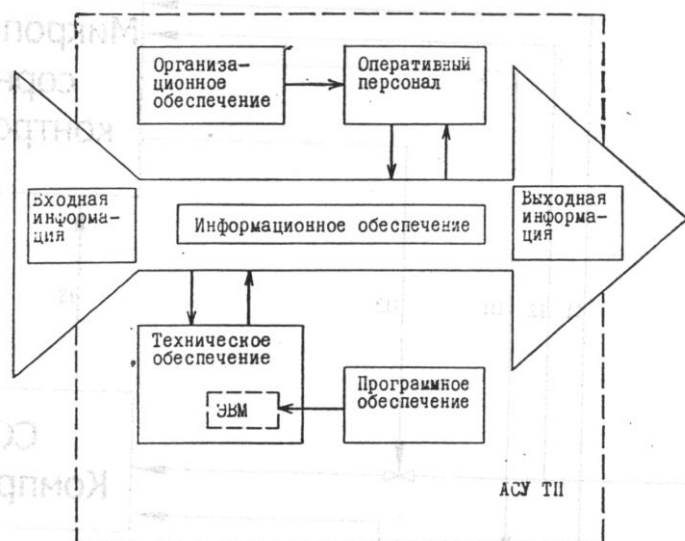 Организа-
ционное
обеспечение
Оперативный
персонал
Входная
информа-
ция
Информационное обеспечение
Выходная
информа-
ция
Техническое
обеспечение
ЭВМ
Программное
обеспечение
АСУ ТП